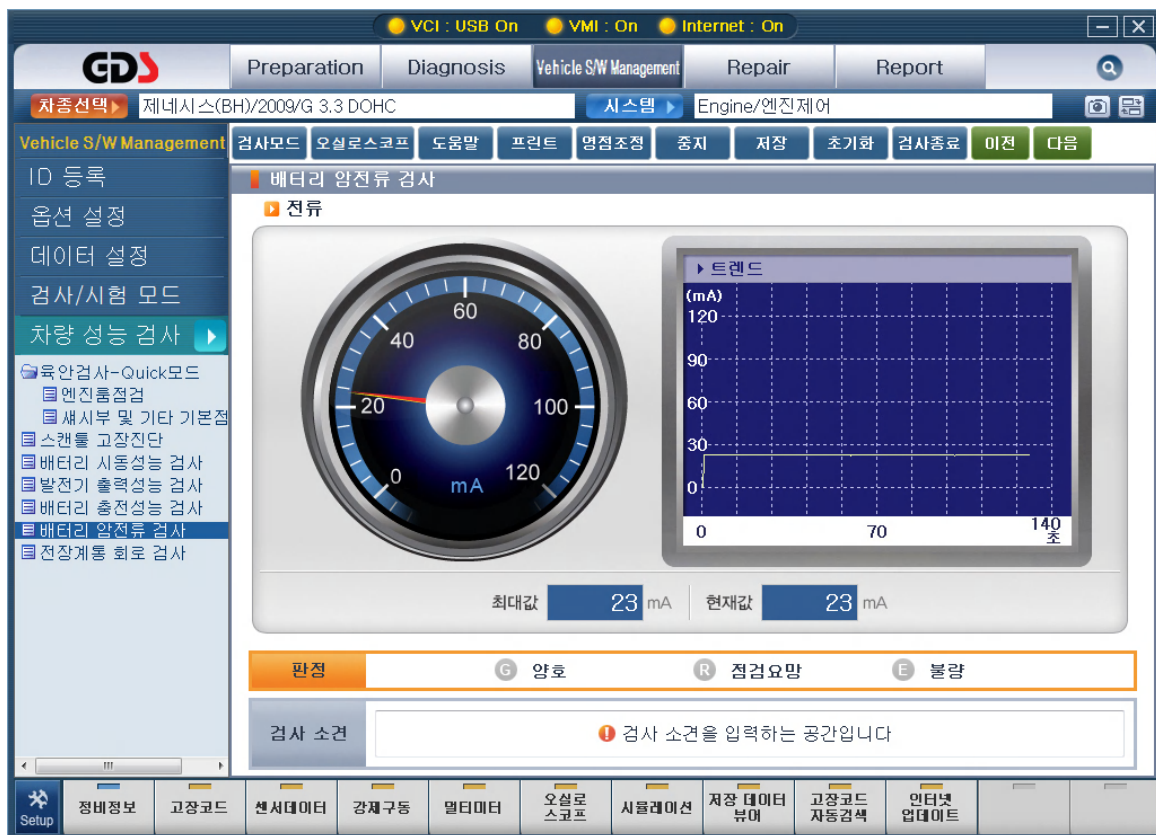 VCI : USB On VMI : On Internet : On
GDS Preparation Diagnosis Vehicle S/W Management Repair Report
차종선택 제네시스(BH)/2009/G 3.3 DOHC 시스템 Engine/엔진제어
Vehicle S/W Management 검사모드 오실로스코프 도움말 프린트 영점조정 중지 저장 초기화 검사종료 이전 다음
ID 등록
옵션 설정
데이터 설정
검사/시험 모드
차량 성능 검사
육안검사-Quick모드
엔진룸점검
섀시부 및 기타 기본점
스캔툴 고장진단
배터리 시동성능 검사
발전기 출력성능 검사
배터리 충전성능 검사
배터리 암전류 검사
전장계통 회로 검사
배터리 암전류 검사
전류
0 20 40 60 80 100 120
mA
트렌드
(mA)
120
90
60
30
0
0 70 140
초
최대값 23 mA 현재값 23 mA
판정 G 양호 R 점검요망 E 불량
검사 소견 검사 소견을 입력하는 공간입니다
Setup 정비정보 고장코드 센서데이터 강제구동 멀티미터 오실로 스코프 시뮬레이션 저장 데이터 뷰어 고장코드 자동검색 인터넷 업데이트